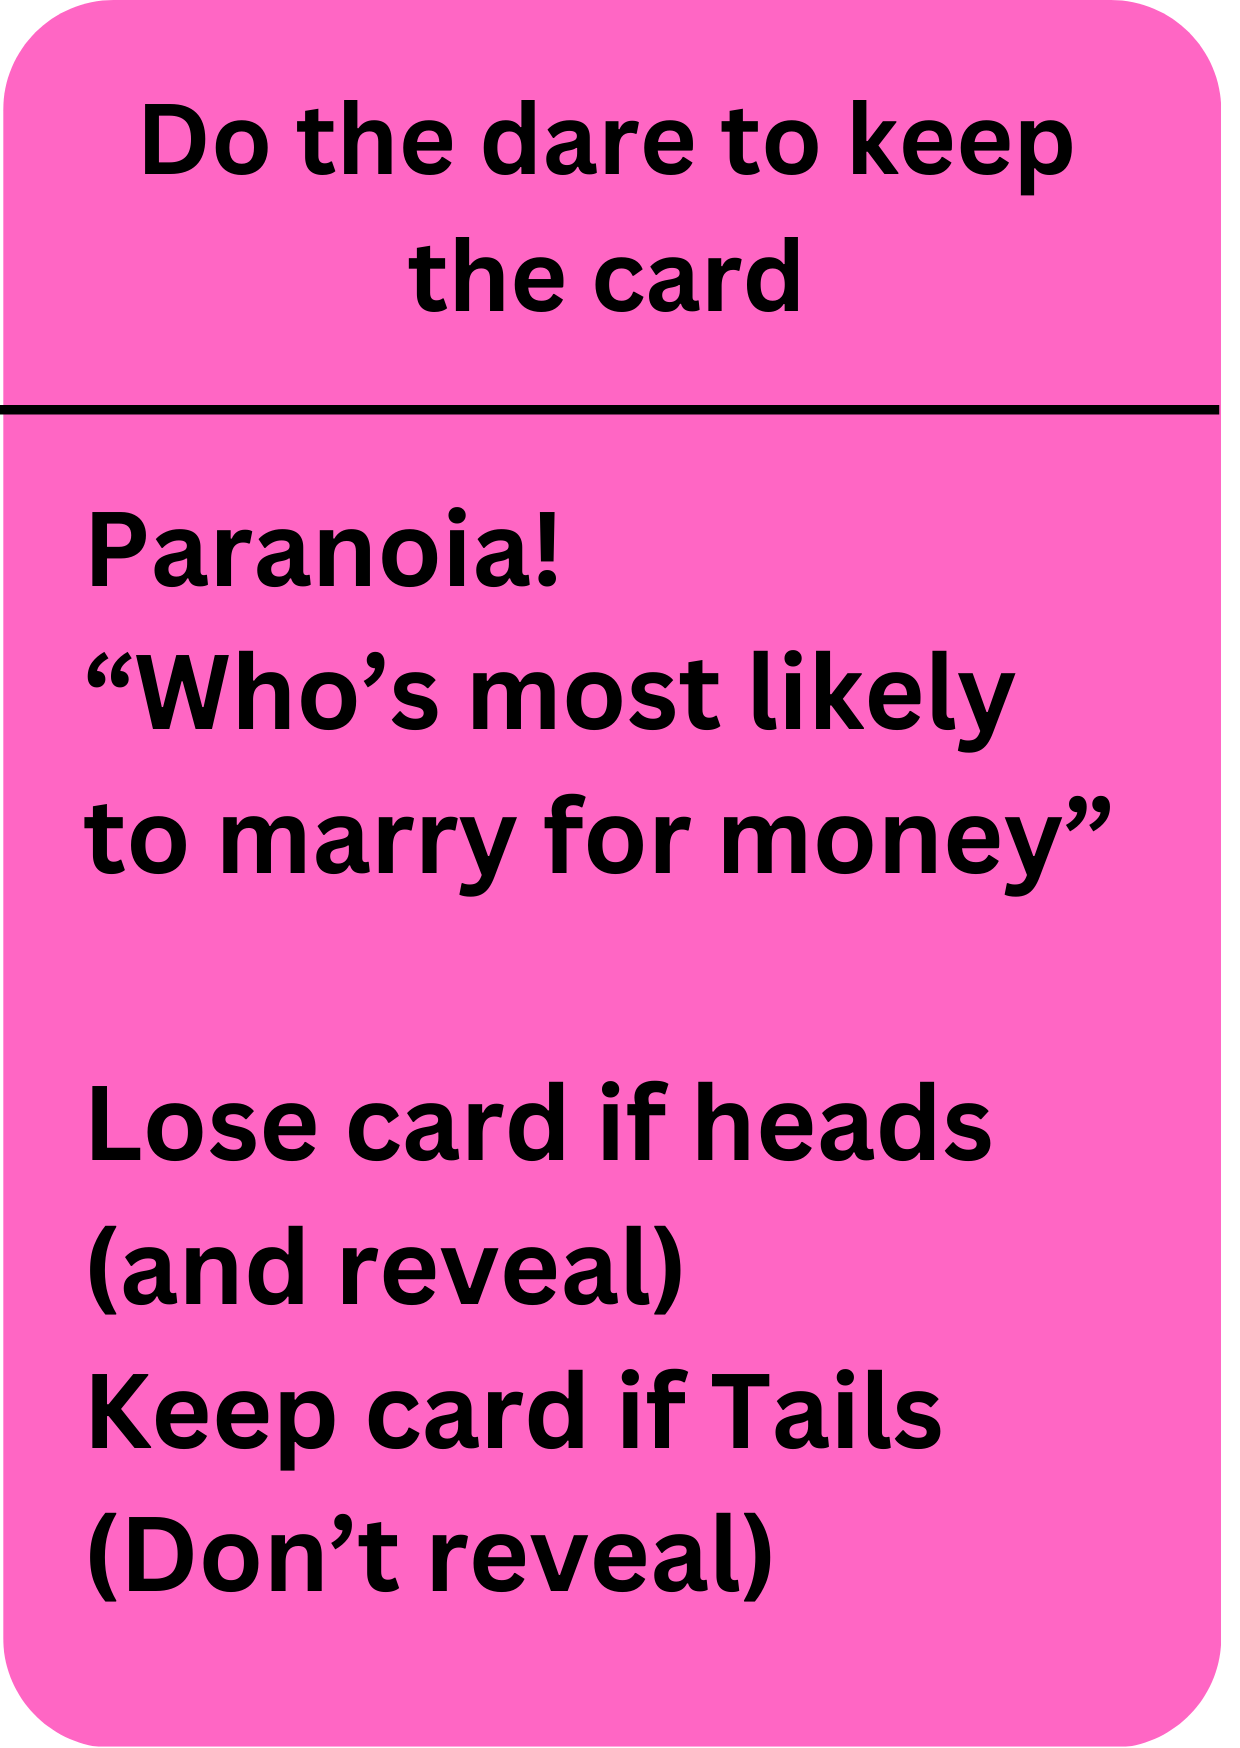 Do the dare to keep
the card
Paranoia!
“Who’s most likely
to marry for money”
Lose card if heads
(and reveal)
Keep card if Tails
(Don’t reveal)